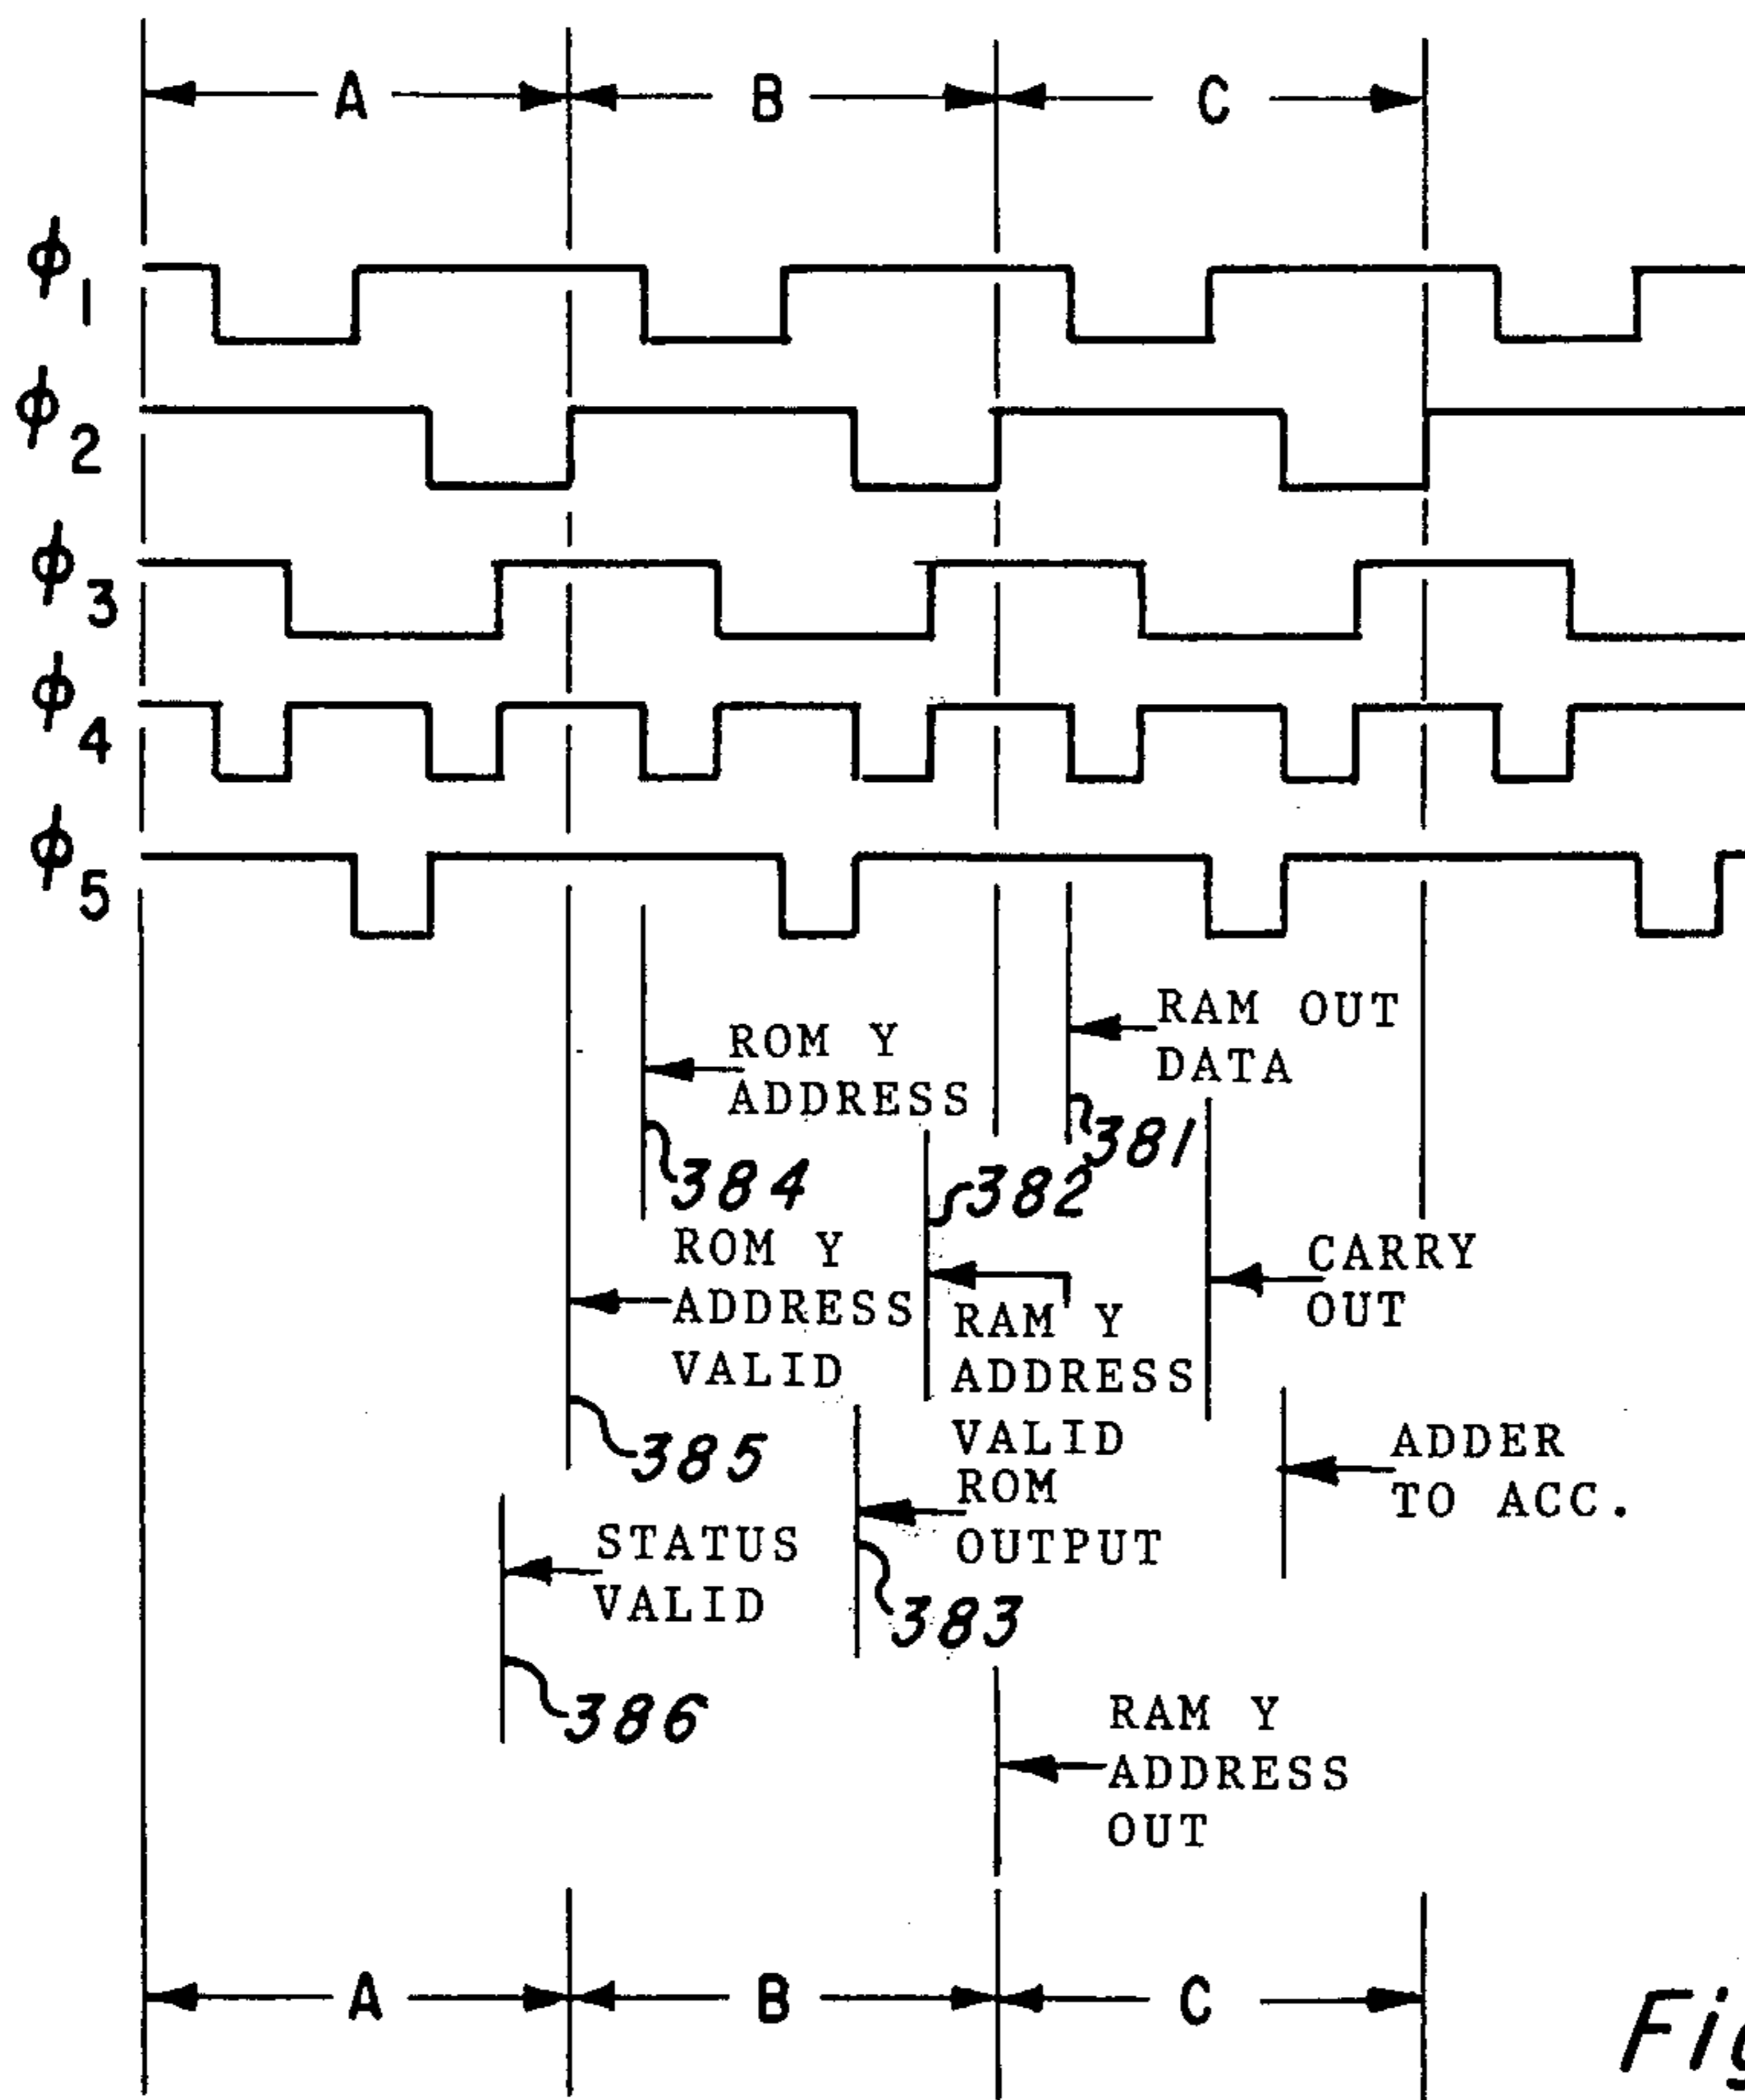 A B C
ϕ1
ϕ2
ϕ3
ϕ4
ϕ5
RAM OUT
DATA
381
ROM Y
ADDRESS
384
382
ROM Y
ADDRESS
VALID
385
CARRY
OUT
RAM Y
ADDRESS
VALID
ADDER
TO ACC.
ROM
OUTPUT
383
STATUS
VALID
386
RAM Y
ADDRESS
OUT
A B C